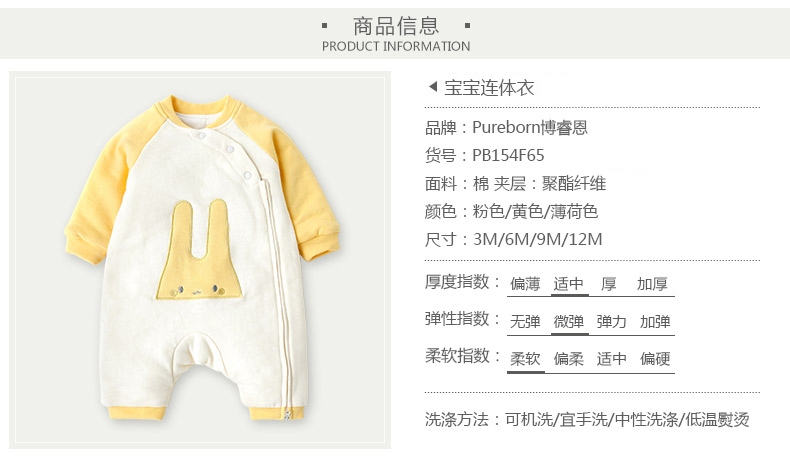 商品信息
PRODUCT INFORMATION
宝宝连体衣
品牌：Pureborn博睿恩
货号：PB154F65
面料：棉 夹层：聚酯纤维
颜色：粉色/黄色/薄荷色
尺寸：3M/6M/9M/12M
厚度指数： 偏薄 适中 厚 加厚
弹性指数： 无弹 微弹 弹力 加弹
柔软指数： 柔软 偏柔 适中 偏硬
洗涤方法：可机洗/宜手洗/中性洗涤/低温熨烫